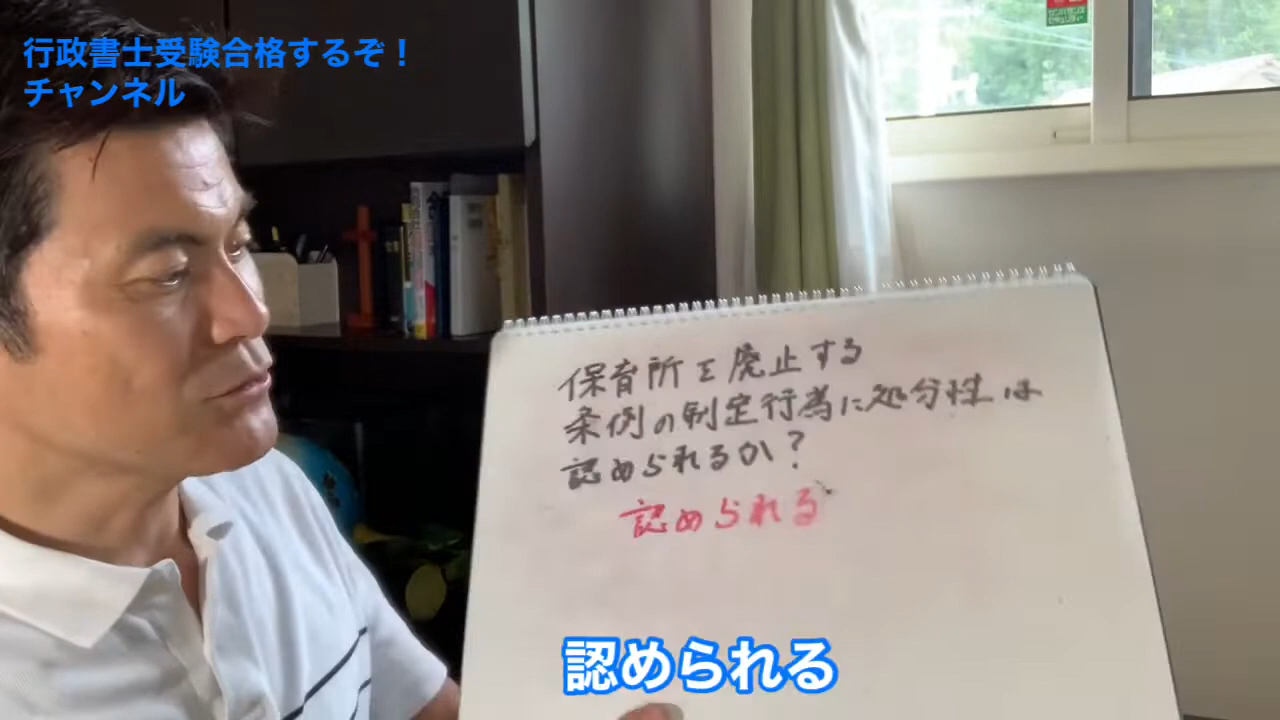 行政書士受験合格するぞ！
チャンネル
保育所を廃止する
条例の制定行為に処分性は
認められるか?
認められる
認められる